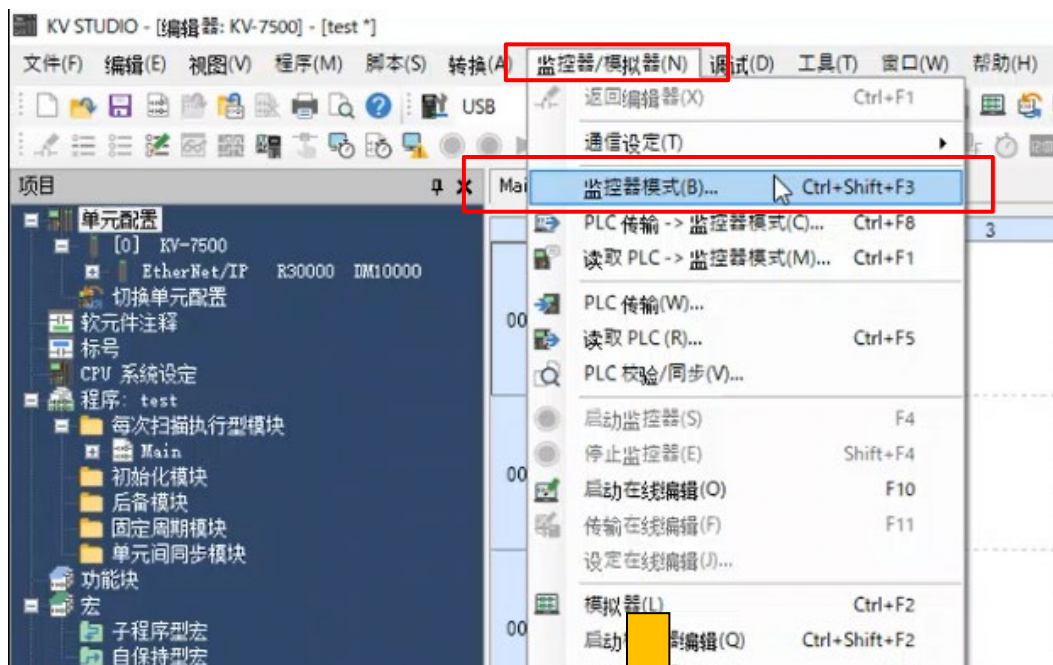 KV STUDIO - [编辑器: KV-7500] - [test *]
文件(F) 编辑(E) 视图(V) 程序(M) 脚本(S) 转换(A) 监控器/模拟器(N) 调试(D) 工具(T) 窗口(W) 帮助(H)
USB
项目
Mai
单元配置
[0] KV-7500
EtherNet/IP R30000 DM10000
切换单元配置
软元件注释
标号
CPU 系统设定
程序: test
每次扫描执行型模块
Main
初始化模块
后备模块
固定周期模块
单元间同步模块
功能块
宏
子程序型宏
自保持型宏
返回编辑器(X) Ctrl+F1
通信设定(T)
监控器模式(B)... Ctrl+Shift+F3
PLC 传输 -> 监控器模式(C)... Ctrl+F8
读取 PLC -> 监控器模式(M)... Ctrl+F1
PLC 传输(W)...
读取 PLC (R)... Ctrl+F5
PLC 校验/同步(V)...
启动监控器(S) F4
停止监控器(E) Shift+F4
启动在线编辑(O) F10
传输在线编辑(F) F11
设定在线编辑(J)...
模拟器(L) Ctrl+F2
启动 器编辑(Q) Ctrl+Shift+F2
3
00
00
00